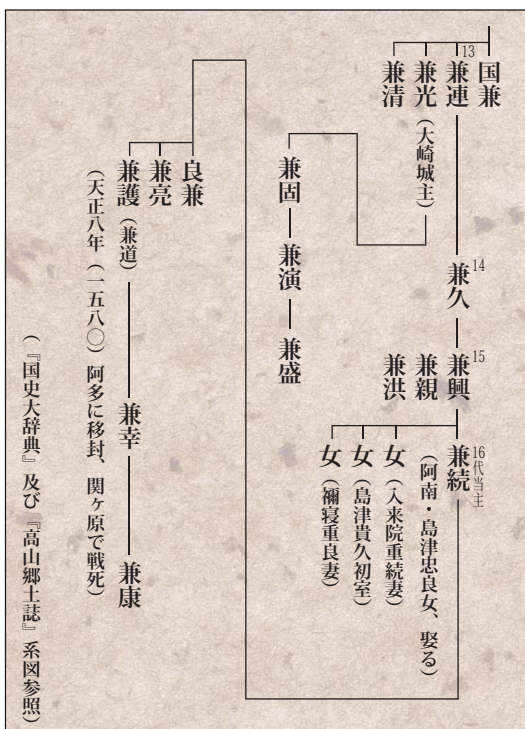 国兼
兼連 13
兼光(大崎城主)
兼清
兼久 14
兼興 15
兼親
兼洪
兼続 16代当主
(阿南・島津忠良女、娶る)
女(入来院重続妻)
女(島津貴久初室)
女(禰寝重良妻)
兼固
兼演
兼盛
良兼
兼亮
兼護(兼道)
(天正八年(一五八〇)阿多に移封、関ヶ原で戦死)
兼幸
兼康
(『国史大辞典』及び『高山郷土誌』系図参照)